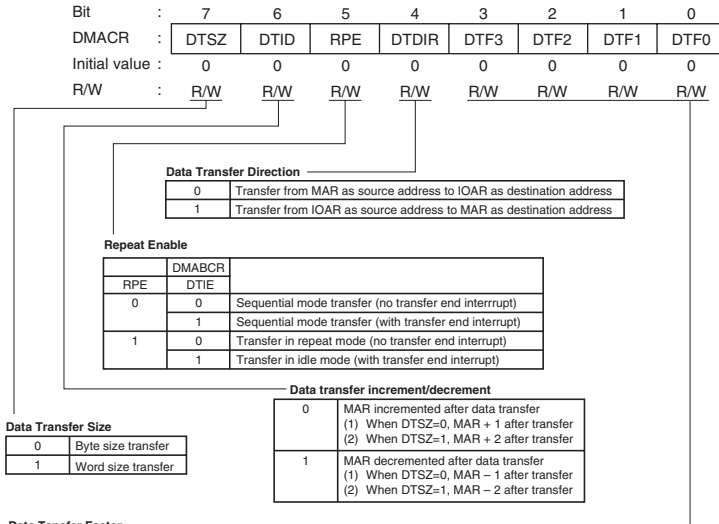 Bit : 7 6 5 4 3 2 1 0
DMACR : DTSZ DTID RPE DTDIR DTF3 DTF2 DTF1 DTF0
Initial value : 0 0 0 0 0 0 0 0
R/W : R/W R/W R/W R/W R/W R/W R/W R/W
Data Transfer Direction
0 Transfer from MAR as source address to IOAR as destination address
1 Transfer from IOAR as source address to MAR as destination address
Repeat Enable
DMABCR
RPE DTIE
0 0 Sequential mode transfer (no transfer end interrrupt)
1 Sequential mode transfer (with transfer end interrupt)
1 0 Transfer in repeat mode (no transfer end interrupt)
1 Transfer in idle mode (with transfer end interrupt)
Data transfer increment/decrement
0 MAR incremented after data transfer
(1) When DTSZ=0, MAR + 1 after transfer
(2) When DTSZ=1, MAR + 2 after transfer
1 MAR decremented after data transfer
(1) When DTSZ=0, MAR – 1 after transfer
(2) When DTSZ=1, MAR – 2 after transfer
Data Transfer Size
0 Byte size transfer
1 Word size transfer